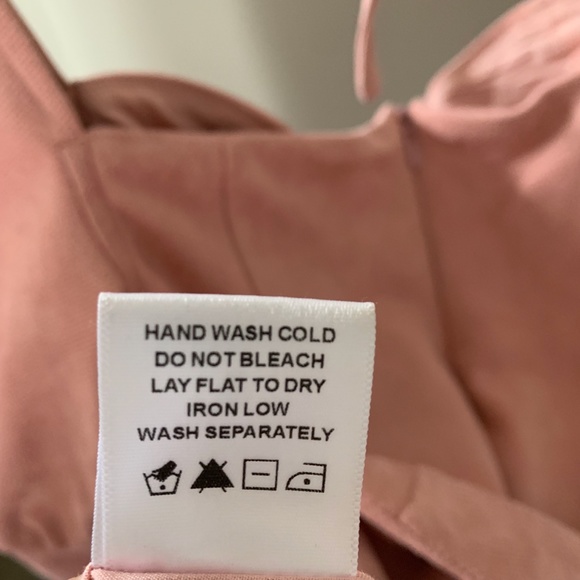 HAND WASH COLD
DO NOT BLEACH
LAY FLAT TO DRY
IRON LOW
WASH SEPARATELY